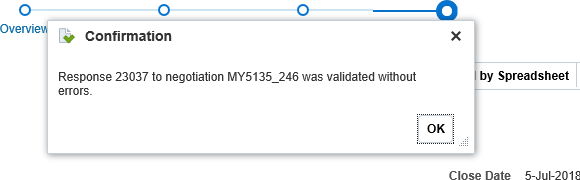 Overview
Confirmation
Response 23037 to negotiation MY5135_246 was validated without
errors.
by Spreadsheet
OK
Close Date 5-Jul-2018